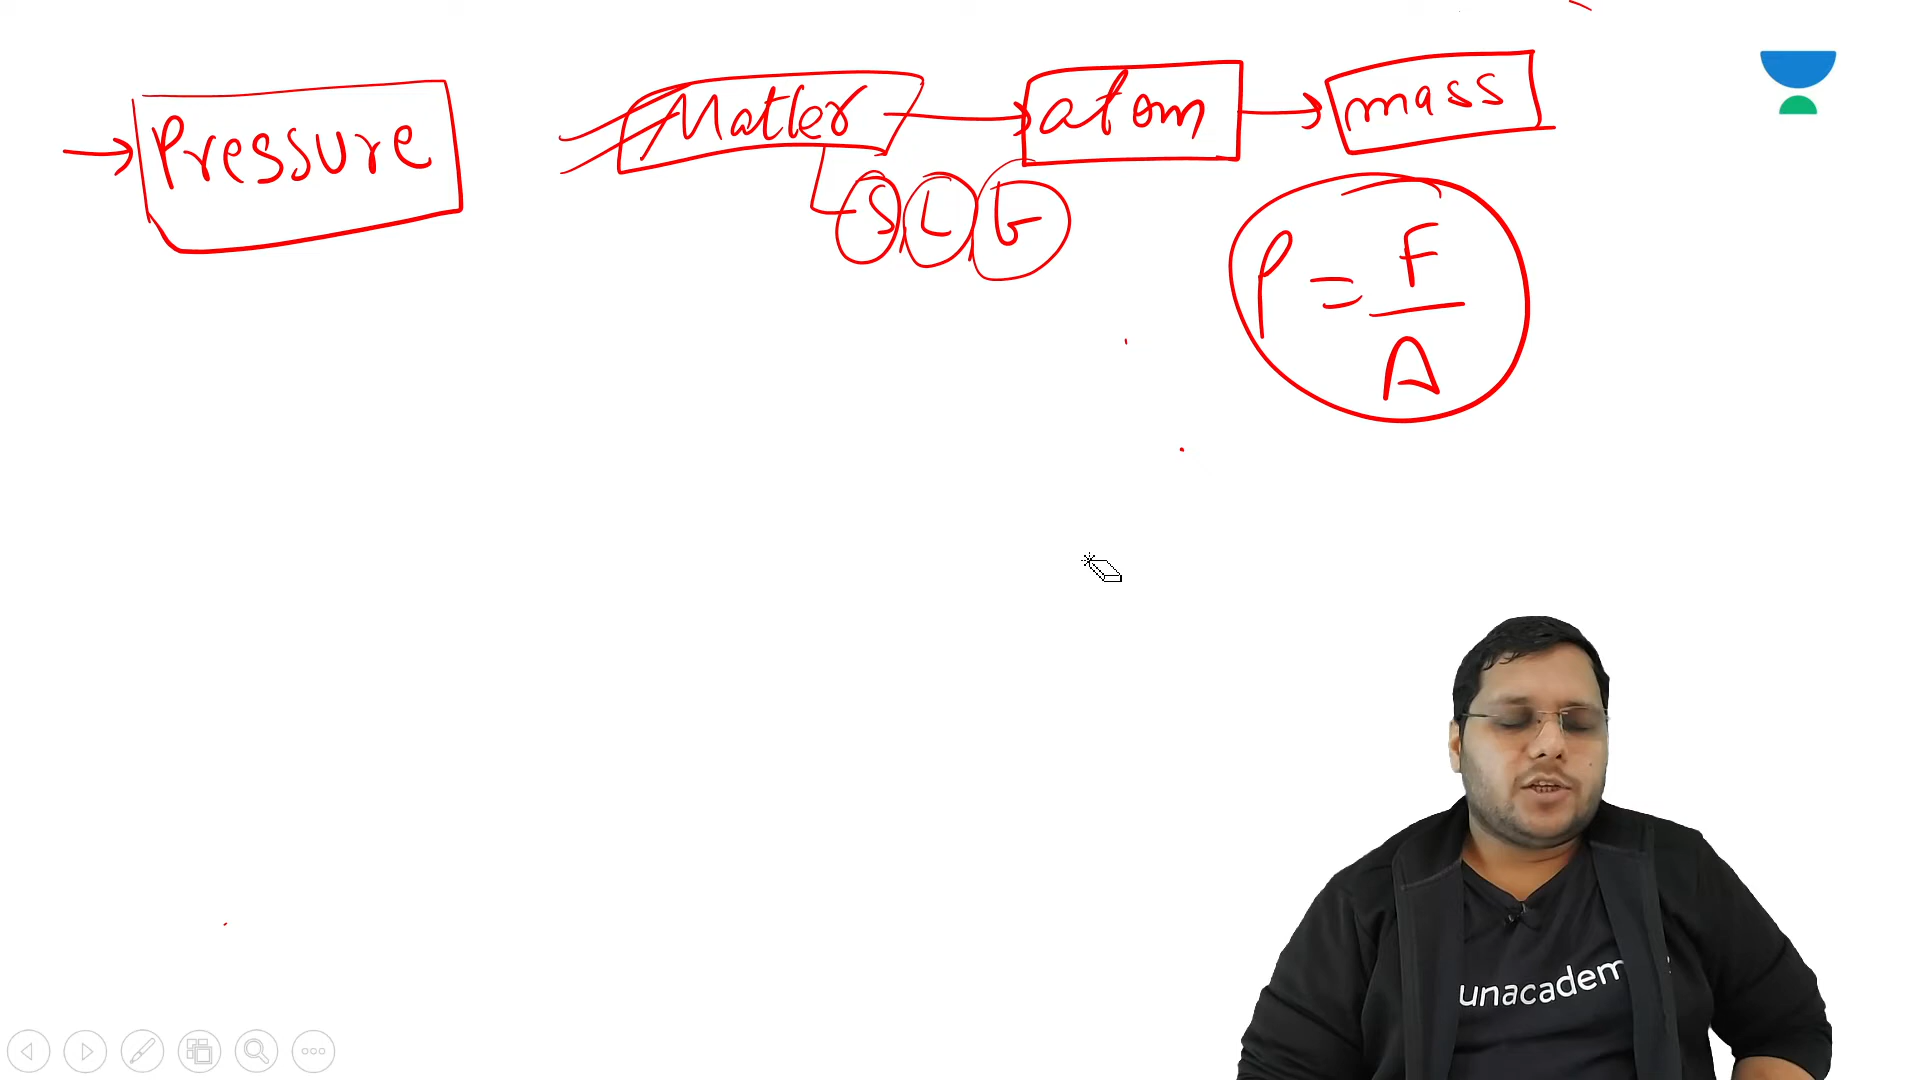 Pressure
Matter
atom
mass
S L G
P = F
A
unacadem